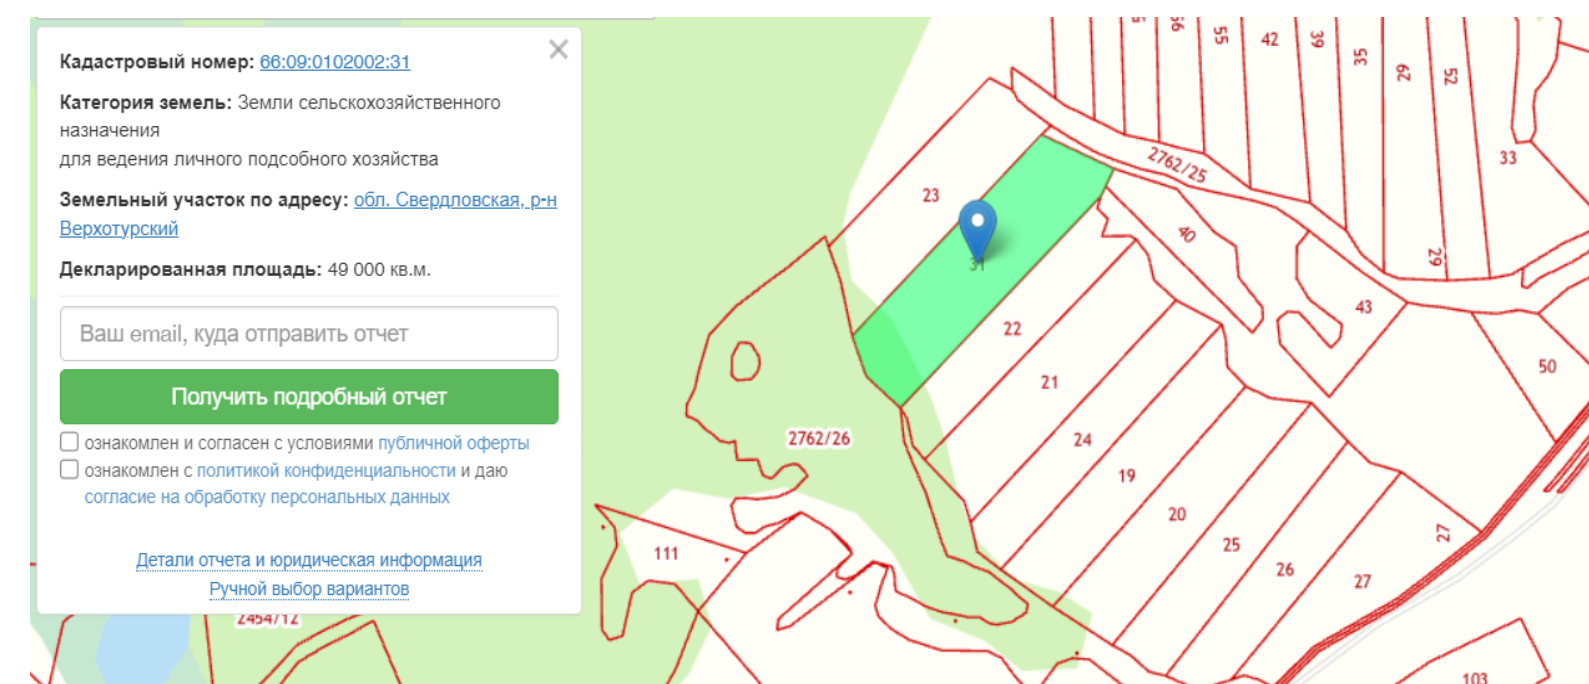 Кадастровый номер: 66:09:0102002:31
Категория земель: Земли сельскохозяйственного
назначения
для ведения личного подсобного хозяйства
Земельный участок по адресу: обл. Свердловская, р-н
Верхотурский
Декларированная площадь: 49 000 кв.м.
Ваш email, куда отправить отчет
Получить подробный отчет
ознакомлен и согласен с условиями публичной оферты
ознакомлен с политикой конфиденциальности и даю
согласие на обработку персональных данных
Детали отчета и юридическая информация
Ручной выбор вариантов
2454/12
55
42
39
35
29
52
33
2762/25
23
31
40
29
43
22
50
21
24
2762/26
19
20
25
27
111
26
27
103